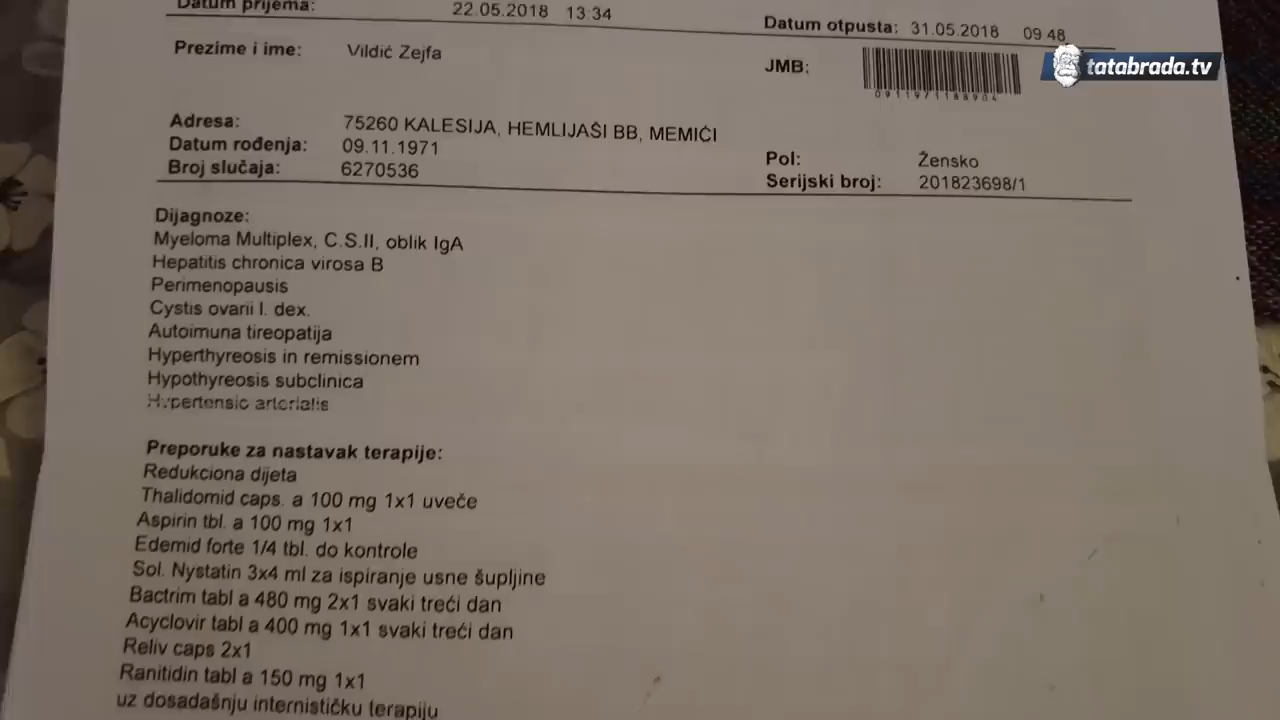 Datum prijema: 22.05.2018 13:34 Datum otpusta: 31.05.2018 09 48
Prezime i ime: Vildić Zejfa JMB:
tatabrada.tv
0911971188904
Adresa: 75260 KALESIJA, HEMLIJAŠI BB, MEMIĆI
Datum rođenja: 09.11.1971 Pol: Žensko
Broj slučaja: 6270536 Serijski broj: 201823698/1
Dijagnoze:
Myeloma Multiplex, C.S.II, oblik IgA
Hepatitis chronica virosa B
Perimenopausis
Cystis ovarii l. dex.
Autoimuna tireopatija
Hyperthyreosis in remissionem
Hypothyreosis subclinica
Hypertensio arterialis
Preporuke za nastavak terapije:
Redukciona dijeta
Thalidomid caps. a 100 mg 1x1 uveče
Aspirin tbl. a 100 mg 1x1
Edemid forte 1/4 tbl. do kontrole
Sol. Nystatin 3x4 ml za ispiranje usne šupljine
Bactrim tabl a 480 mg 2x1 svaki treći dan
Acyclovir tabl a 400 mg 1x1 svaki treći dan
Reliv caps 2x1
Ranitidin tabl a 150 mg 1x1
uz dosadašnju internističku terapiju